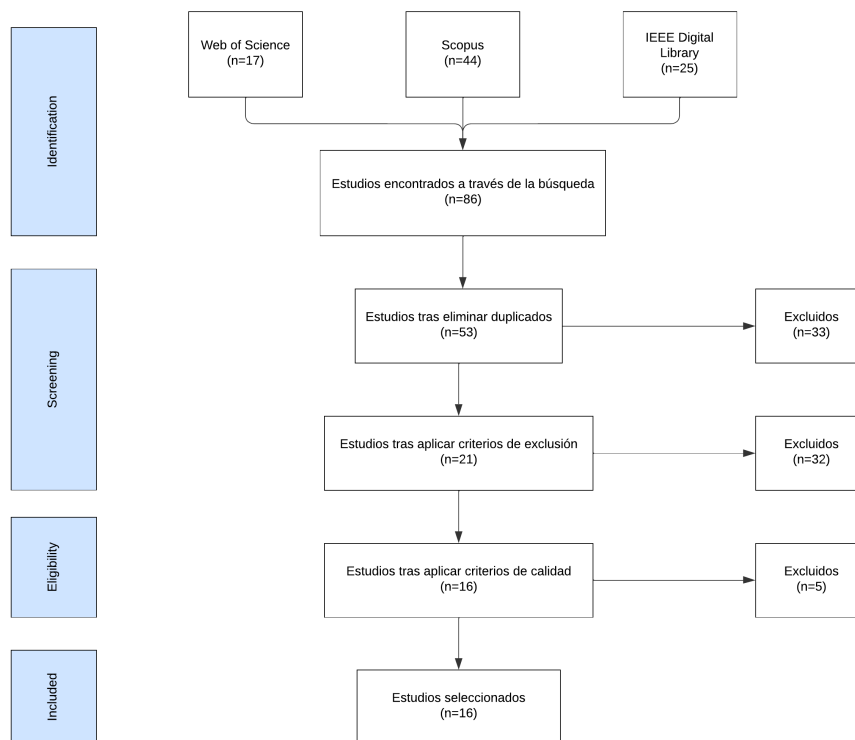 Identification
Web of Science
(n=17)
Scopus
(n=44)
IEEE Digital
Library
(n=25)
Estudios encontrados a través de la búsqueda
(n=86)
Screening
Estudios tras eliminar duplicados
(n=53)
Excluidos
(n=33)
Estudios tras aplicar criterios de exclusión
(n=21)
Excluidos
(n=32)
Eligibility
Estudios tras aplicar criterios de calidad
(n=16)
Excluidos
(n=5)
Included
Estudios seleccionados
(n=16)